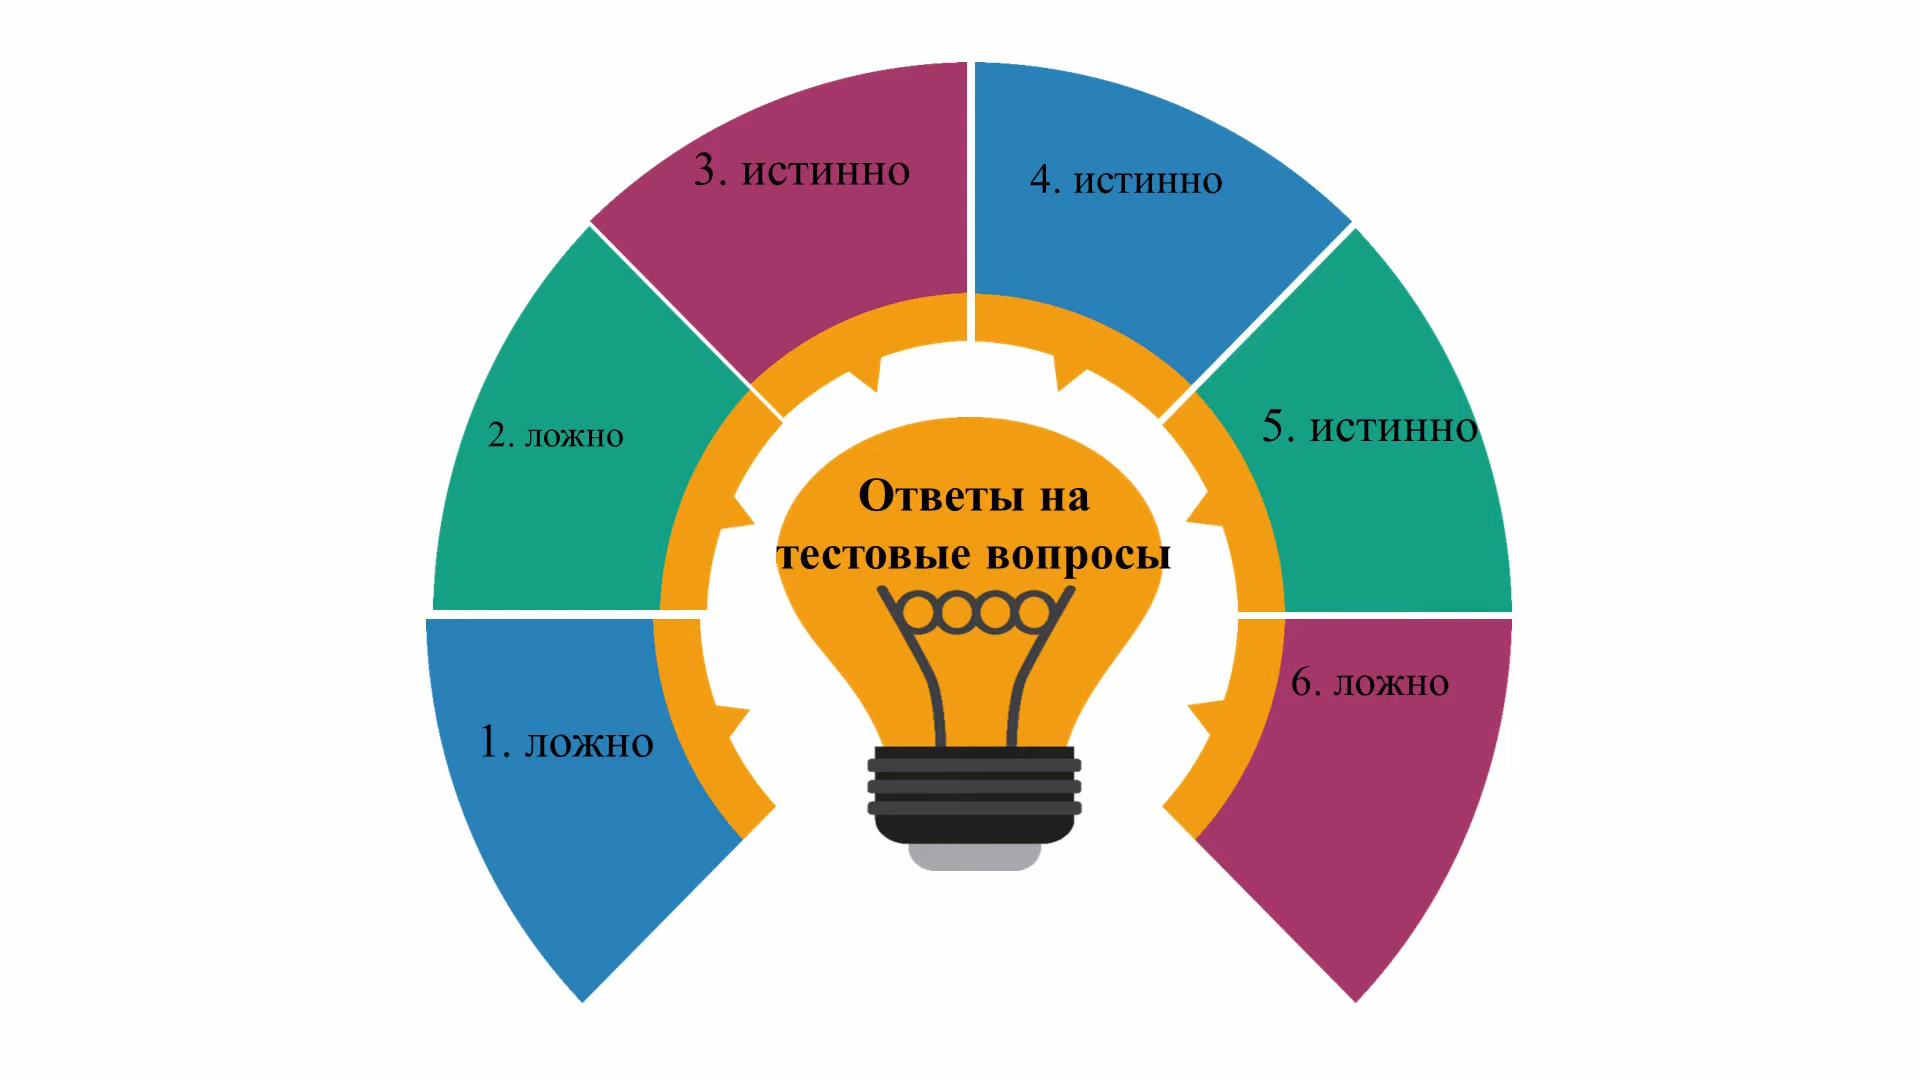 Ответы на
тестовые вопросы
1. ложно
2. ложно
3. истинно
4. истинно
5. истинно
6. ложно